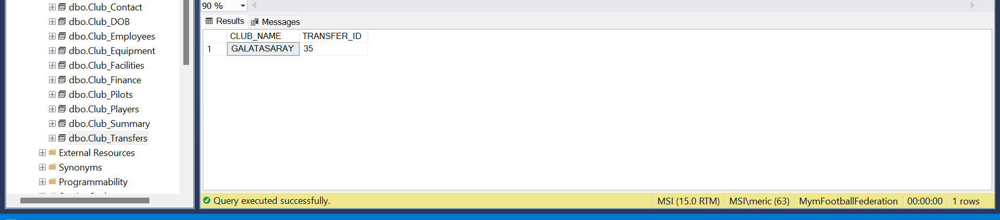 dbo.Club_Contact
dbo.Club_DOB
dbo.Club_Employees
dbo.Club_Equipment
dbo.Club_Facilities
dbo.Club_Finance
dbo.Club_Pilots
dbo.Club_Players
dbo.Club_Summary
dbo.Club_Transfers
External Resources
Synonyms
Programmability
90 %
Results Messages
CLUB_NAME TRANSFER_ID
1 GALATASARAY 35
Query executed successfully. MSI (15.0 RTM) MSI\meric (63) MymFootballFederation 00:00:00 1 rows